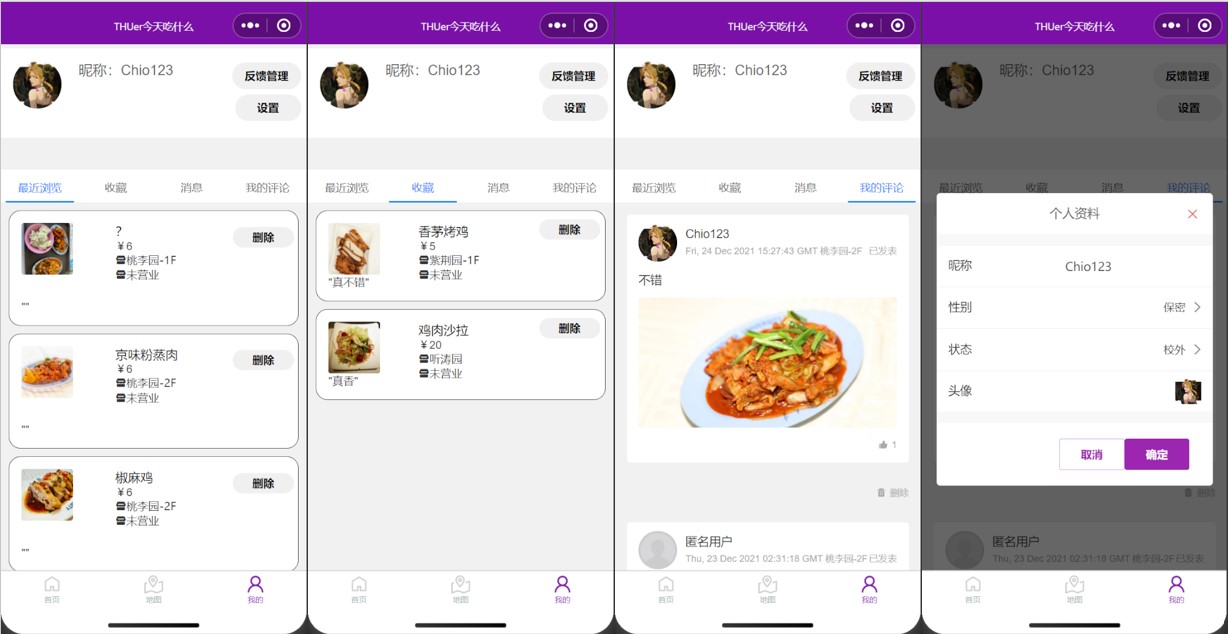 THUer今天吃什么
昵称：Chio123
反馈管理
设置
最近浏览 收藏 消息 我的评论
?
￥6
桃李园-1F
未营业
删除
""
京味粉蒸肉
￥6
桃李园-2F
未营业
删除
""
椒麻鸡
￥6
桃李园-2F
未营业
删除
""
首页 地图 我的
THUer今天吃什么
昵称：Chio123
反馈管理
设置
最近浏览 收藏 消息 我的评论
香茅烤鸡
￥5
紫荆园-1F
未营业
删除
"真不错"
鸡肉沙拉
￥20
听涛园
未营业
删除
"真香"
首页 地图 我的
THUer今天吃什么
昵称：Chio123
反馈管理
设置
最近浏览 收藏 消息 我的评论
Chio123
Fri, 24 Dec 2021 15:27:43 GMT 桃李园-2F 已发表
不错
1
删除
匿名用户
Thu, 23 Dec 2021 02:31:18 GMT 桃李园-2F已发表
首页 地图 我的
THUer今天吃什么
昵称：Chio123
反馈管理
设置
最近浏览 收藏 消息 我的评论
个人资料
昵称 Chio123
性别 保密
状态 校外
头像
取消 确定
删除
匿名用户
Thu, 23 Dec 2021 02:31:18 GMT 桃李园-2F已发表
首页 地图 我的